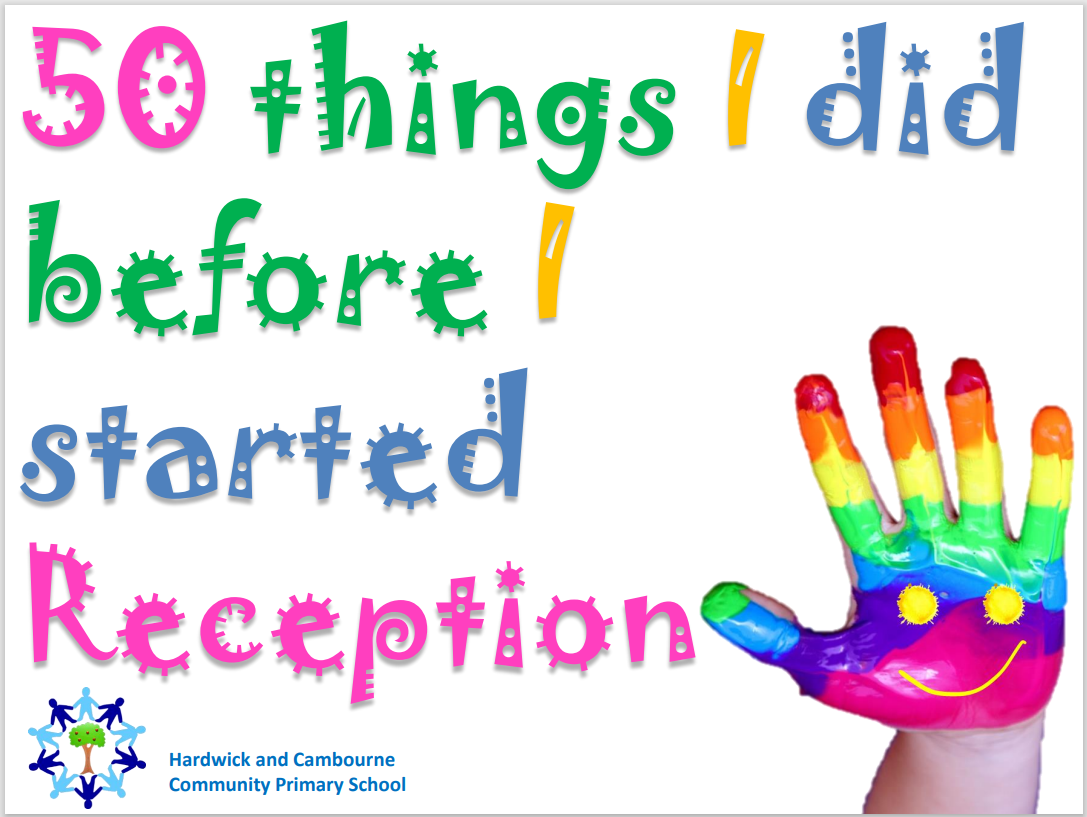 50 things I did
before I
started
Reception
Hardwick and Cambourne
Community Primary School